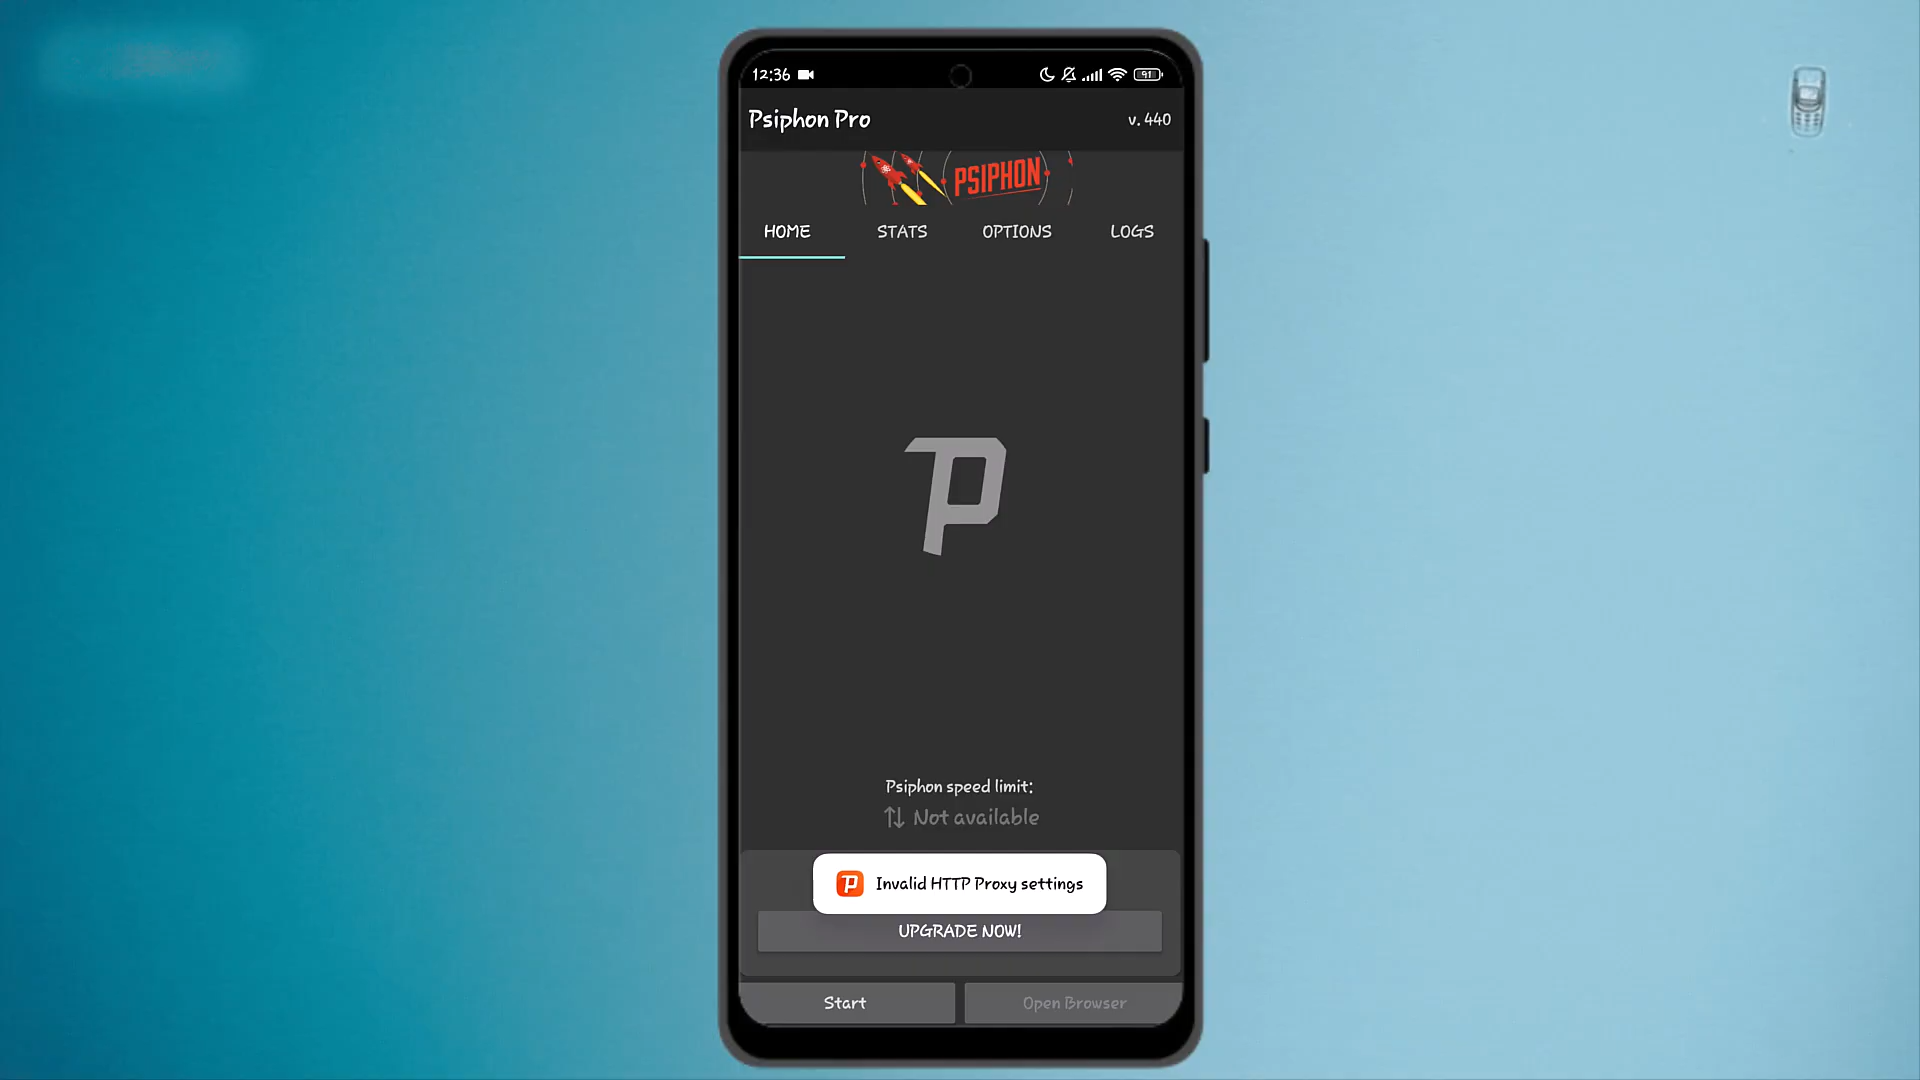 12:36
91
Psiphon Pro
v. 440
PSIPHON
HOME
STATS
OPTIONS
LOGS
Psiphon speed limit:
Not available
Invalid HTTP Proxy settings
UPGRADE NOW!
Start
Open Browser